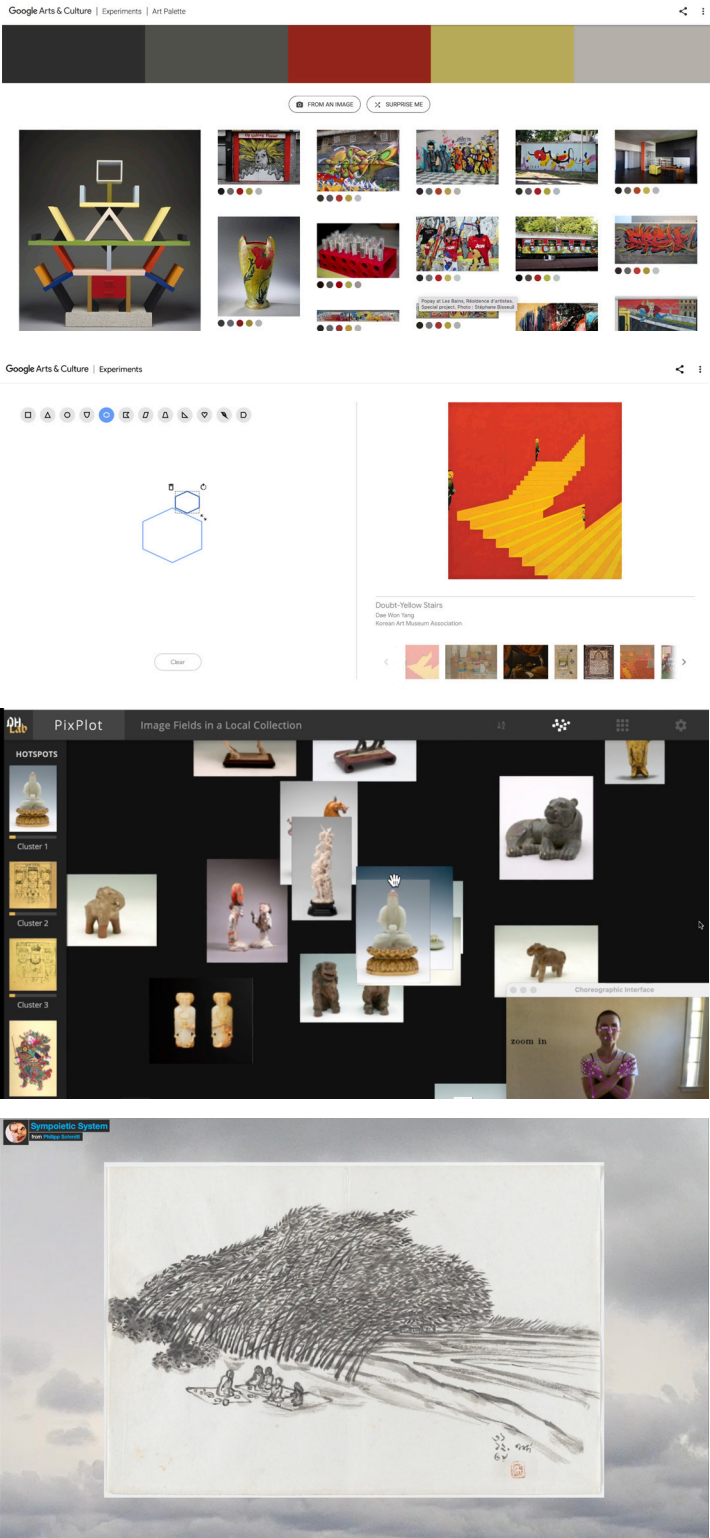 Google Arts & Culture | Experiments | Art Palette
FROM AN IMAGE
SURPRISE ME
Popay at Les Bains, Résidence d'artistes.
Special project. Photo : Stéphane Bisseuil
Google Arts & Culture | Experiments
Clear
Doubt-Yellow Stairs
Dae Won Yang
Korean Art Museum Association
DH Lab
PixPlot
Image Fields in a Local Collection
HOTSPOTS
Cluster 1
Cluster 2
Cluster 3
Choreographic Interface
zoom in
Sympoietic System
from Philipp Schmitt